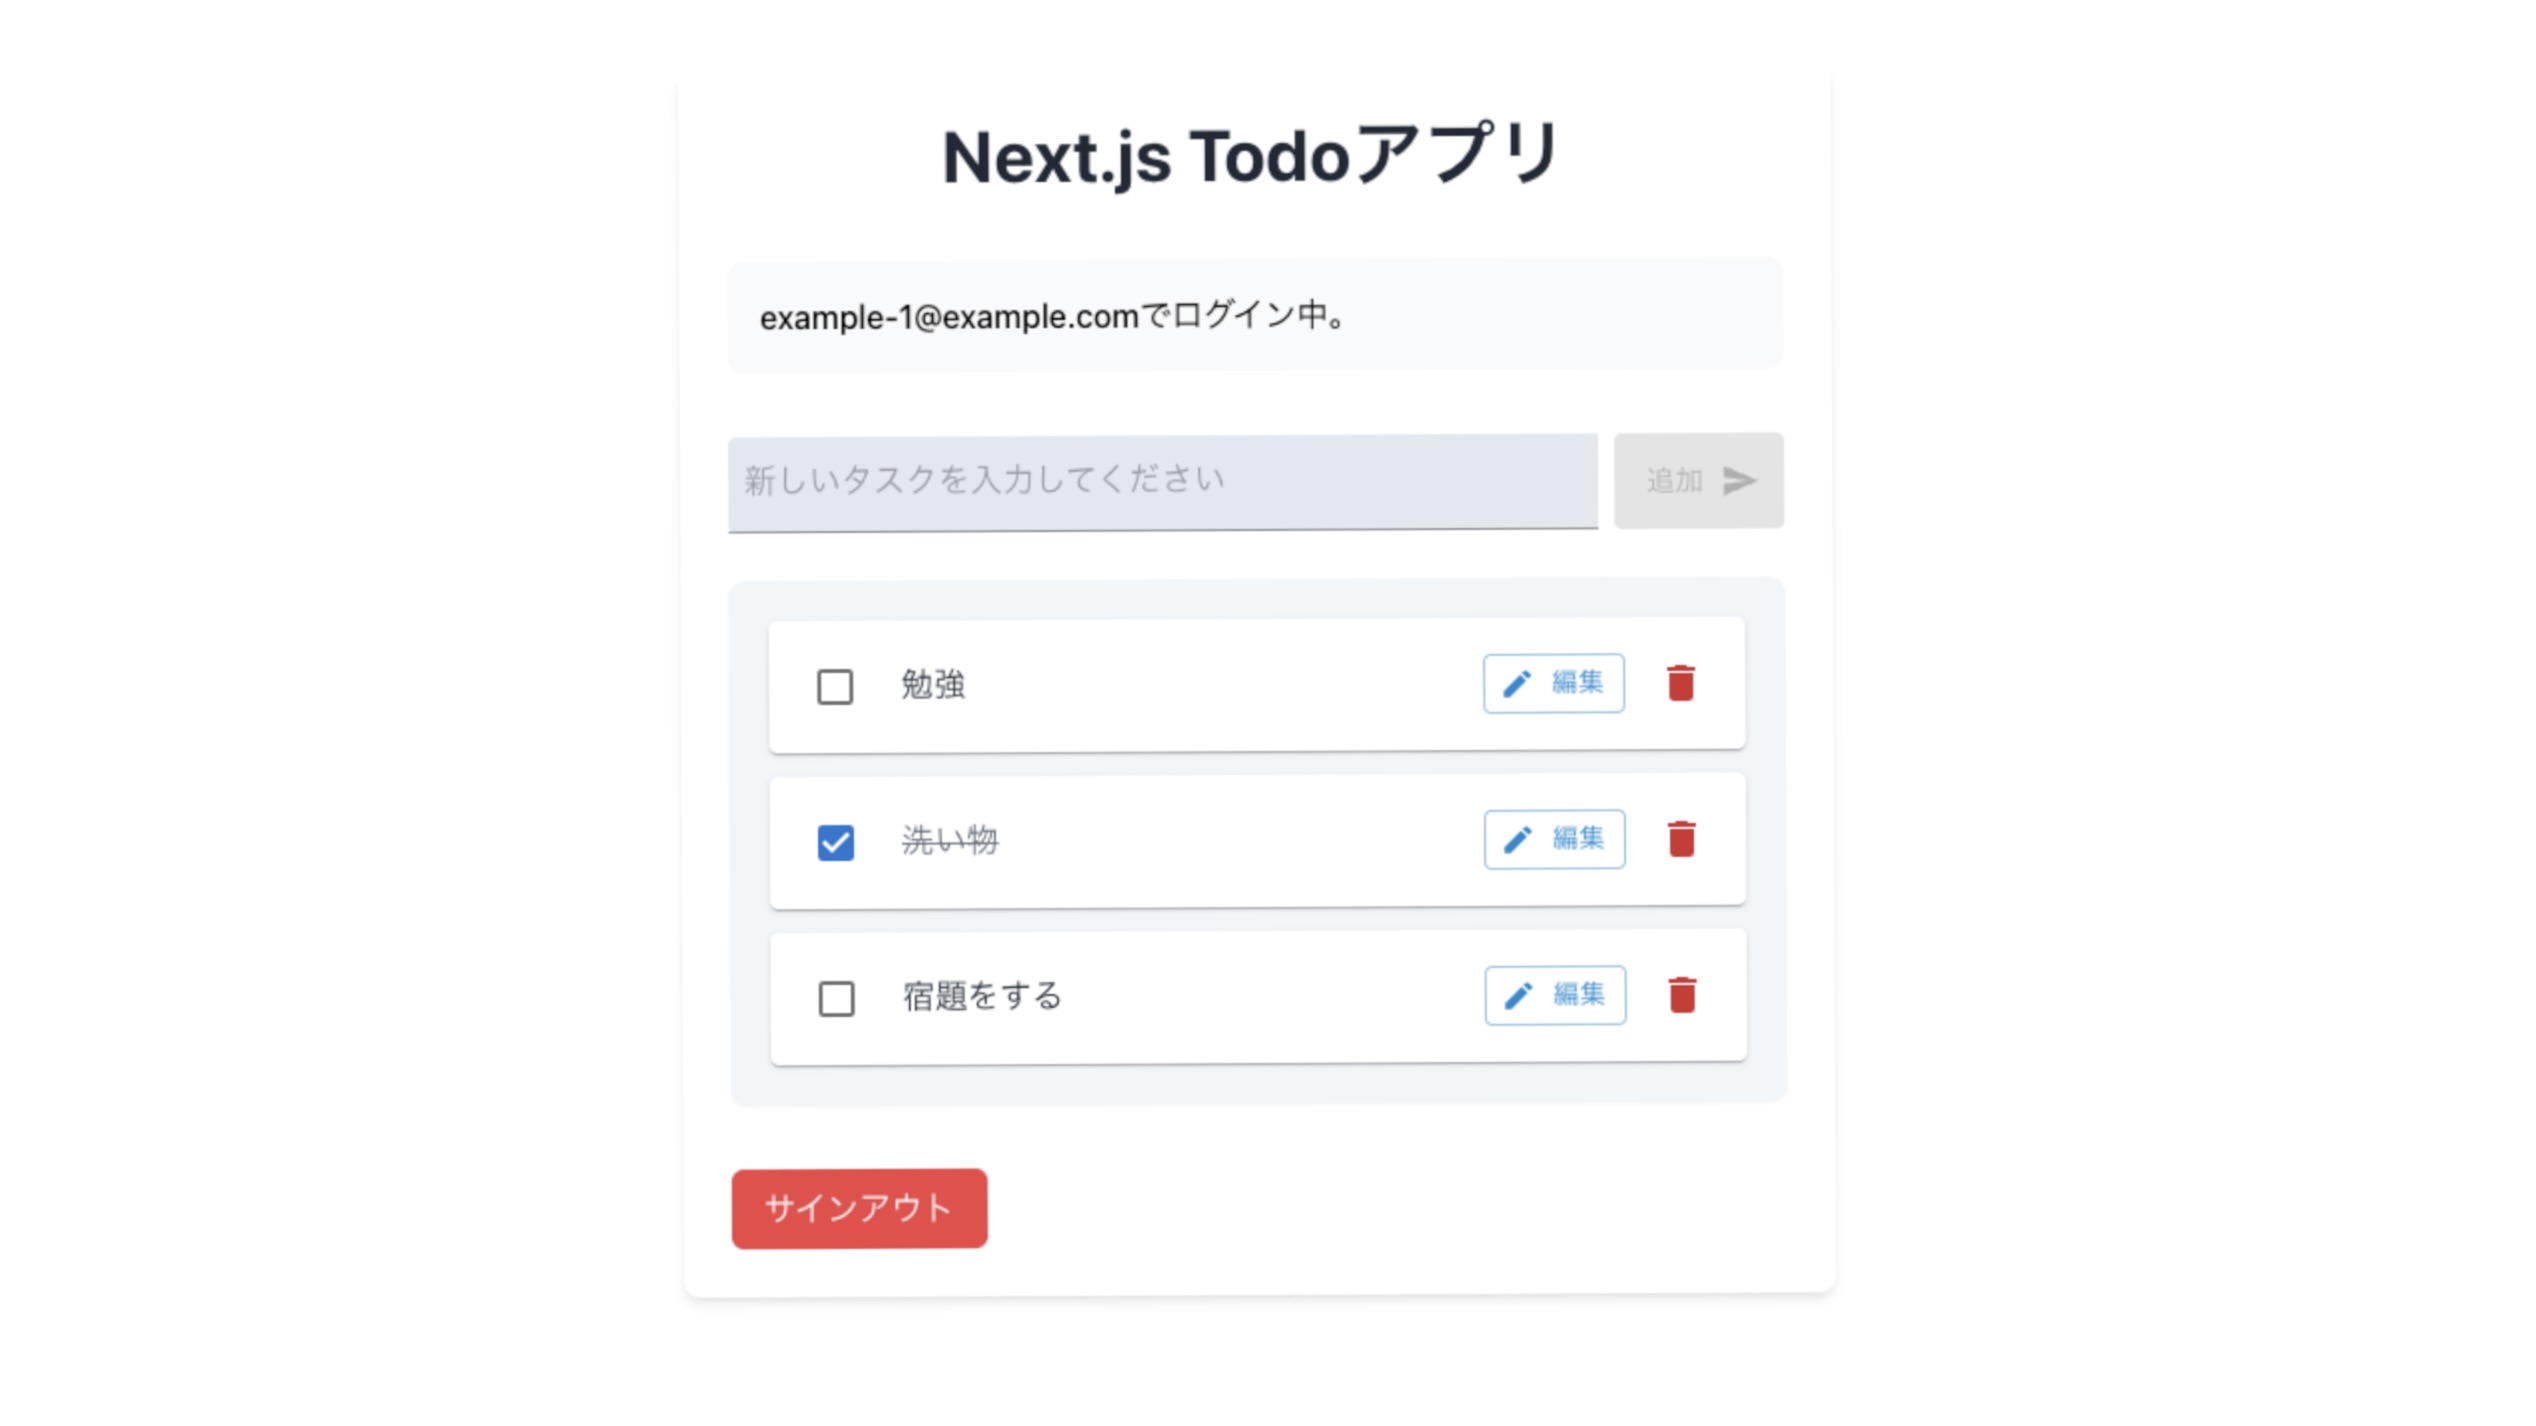 Next.js Todoアプリ
example-1@example.comでログイン中。
新しいタスクを入力してください
追加
勉強
編集
洗い物
編集
宿題をする
編集
サインアウト